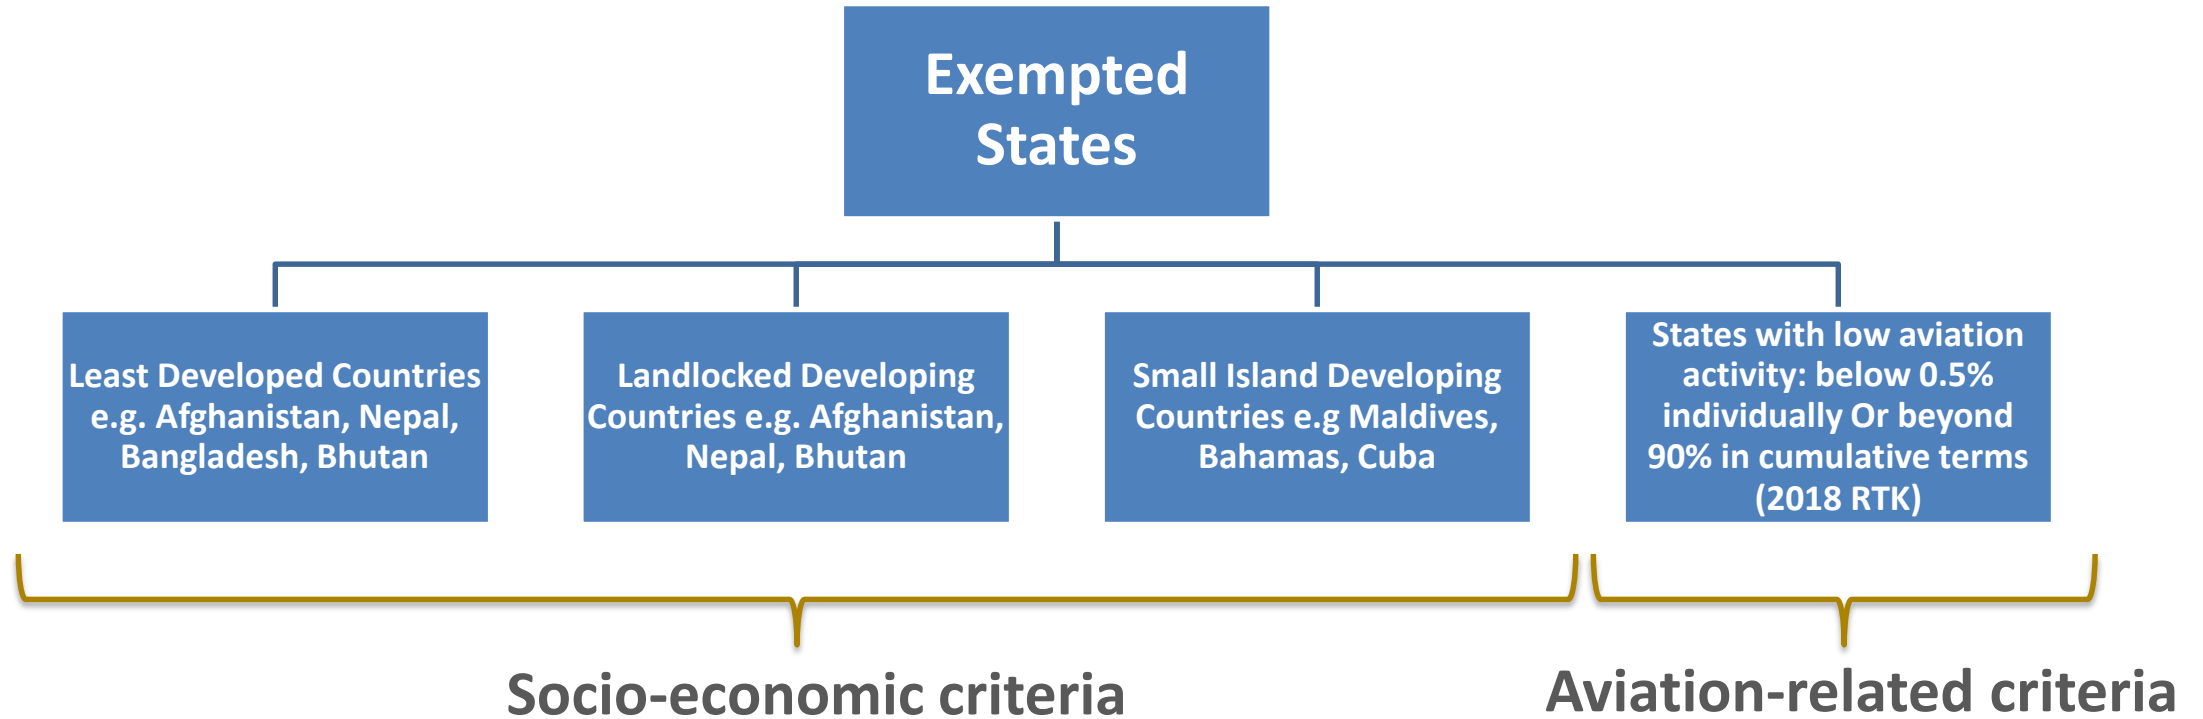 Exempted
States
Least Developed Countries
e.g. Afghanistan, Nepal,
Bangladesh, Bhutan
Landlocked Developing
Countries e.g. Afghanistan,
Nepal, Bhutan
Small Island Developing
Countries e.g Maldives,
Bahamas, Cuba
States with low aviation
activity: below 0.5%
individually Or beyond
90% in cumulative terms
(2018 RTK)
Socio-economic criteria
Aviation-related criteria